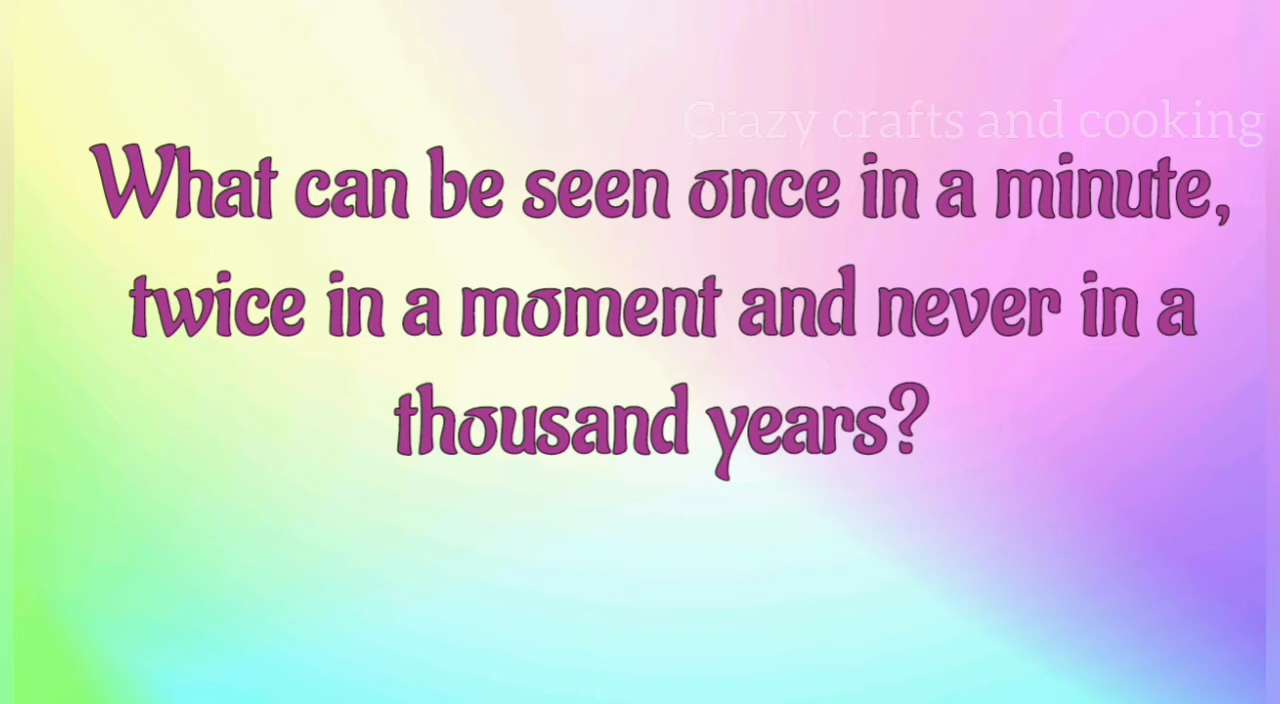 Crazy crafts and cooking
What can be seen once in a minute,
twice in a moment and never in a
thousand years?